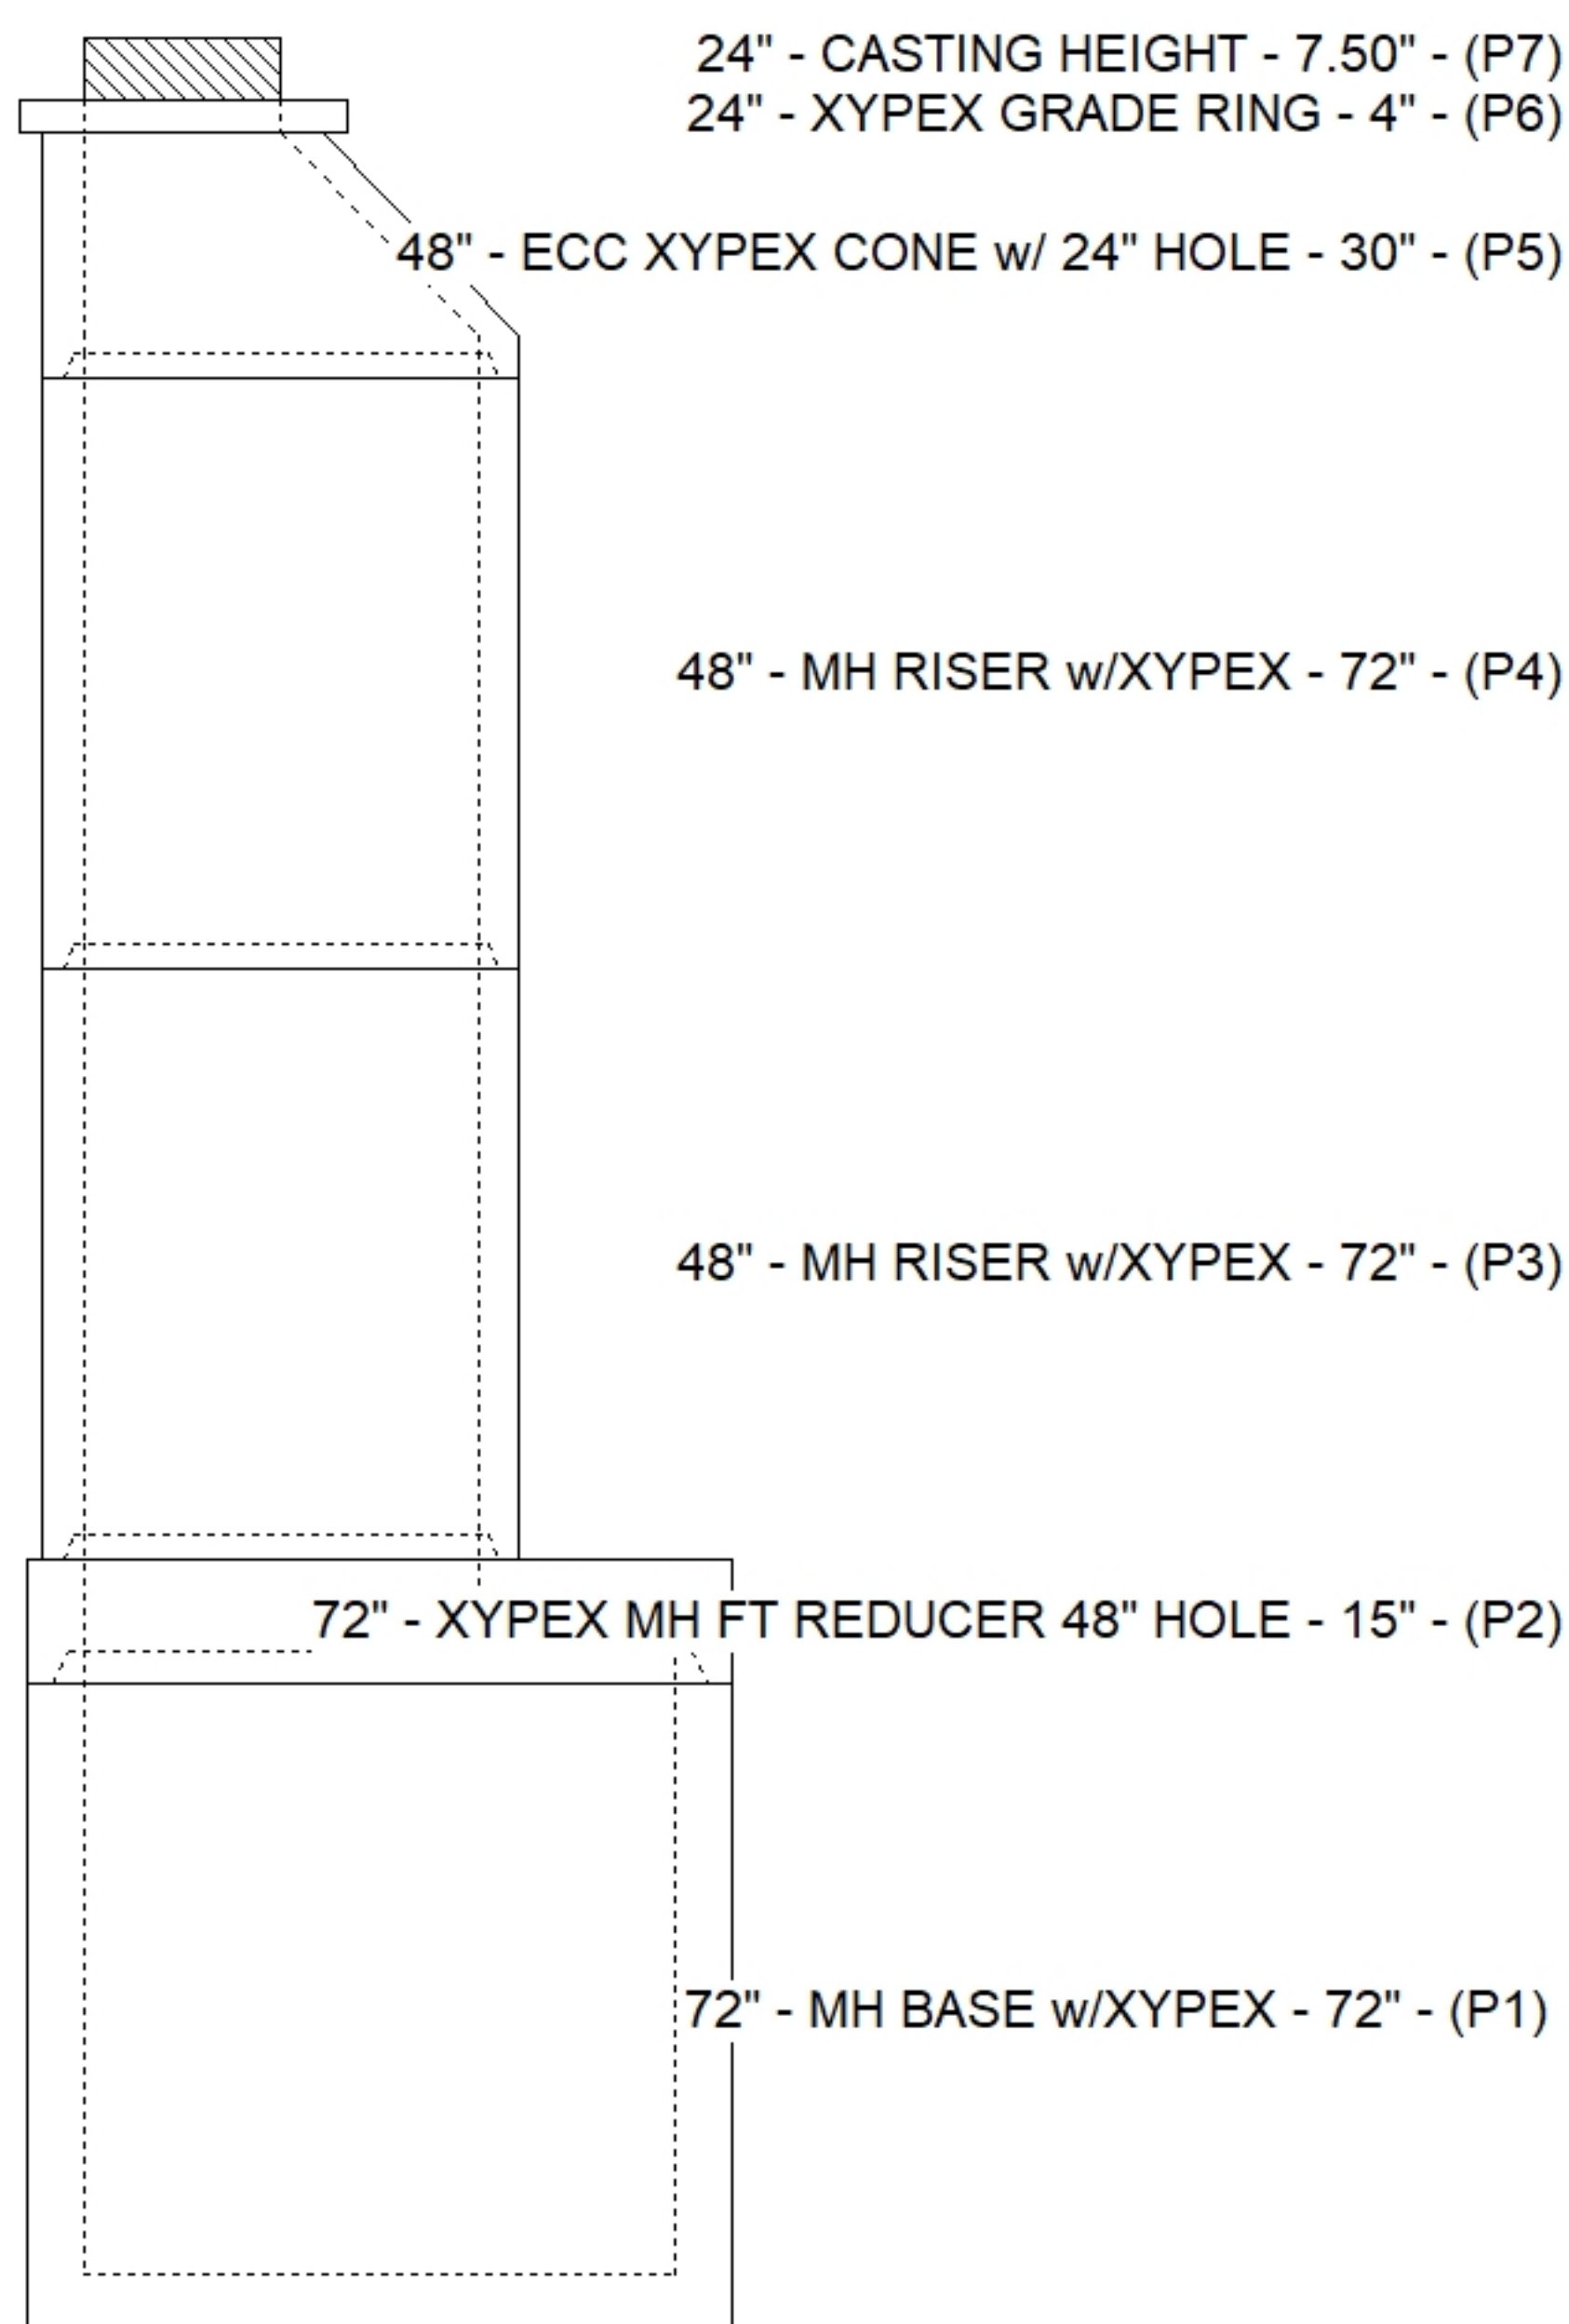 24" - CASTING HEIGHT - 7.50" - (P7)
24" - XYPEX GRADE RING - 4" - (P6)
48" - ECC XYPEX CONE w/ 24" HOLE - 30" - (P5)
48" - MH RISER w/XYPEX - 72" - (P4)
48" - MH RISER w/XYPEX - 72" - (P3)
72" - XYPEX MH FT REDUCER 48" HOLE - 15" - (P2)
72" - MH BASE w/XYPEX - 72" - (P1)